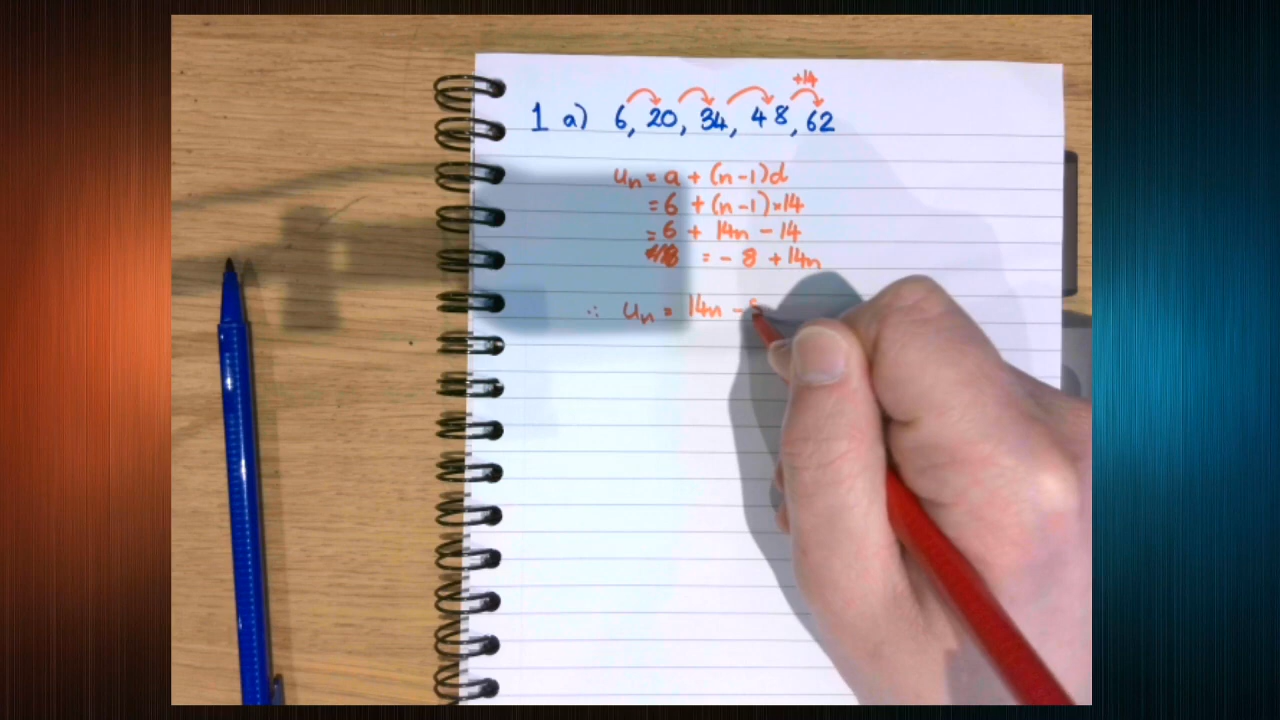 +14
1 a) 6, 20, 34, 48, 62
un = a + (n-1)d
= 6 + (n-1)×14
= 6 + 14n - 14
= - 8 + 14n
∴ un = 14n -